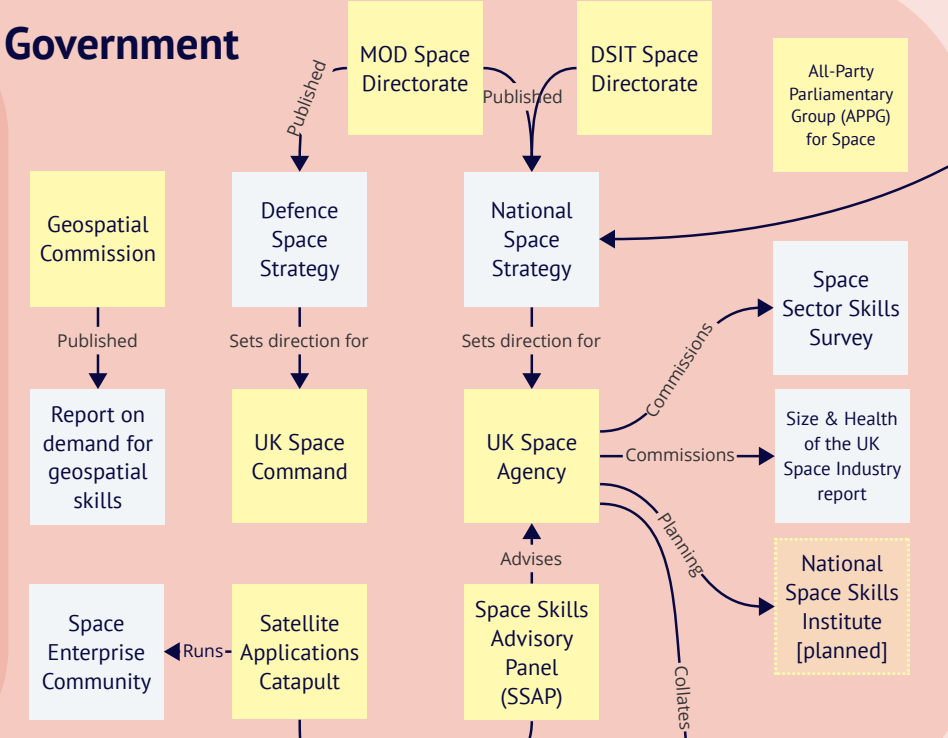 Government
MOD Space
Directorate
DSIT Space
Directorate
All-Party
Parliamentary
Group (APPG)
for Space
Published
Published
Geospatial
Commission
Defence
Space
Strategy
National
Space
Strategy
Space
Sector Skills
Survey
Published
Sets direction for
Sets direction for
Commissions
Report on
demand for
geospatial
skills
UK Space
Command
UK Space
Agency
Commissions
Size & Health
of the UK
Space Industry
report
Planning
Advises
National
Space Skills
Institute
[planned]
Space
Enterprise
Community
Runs
Satellite
Applications
Catapult
Space Skills
Advisory
Panel
(SSAP)
Collates